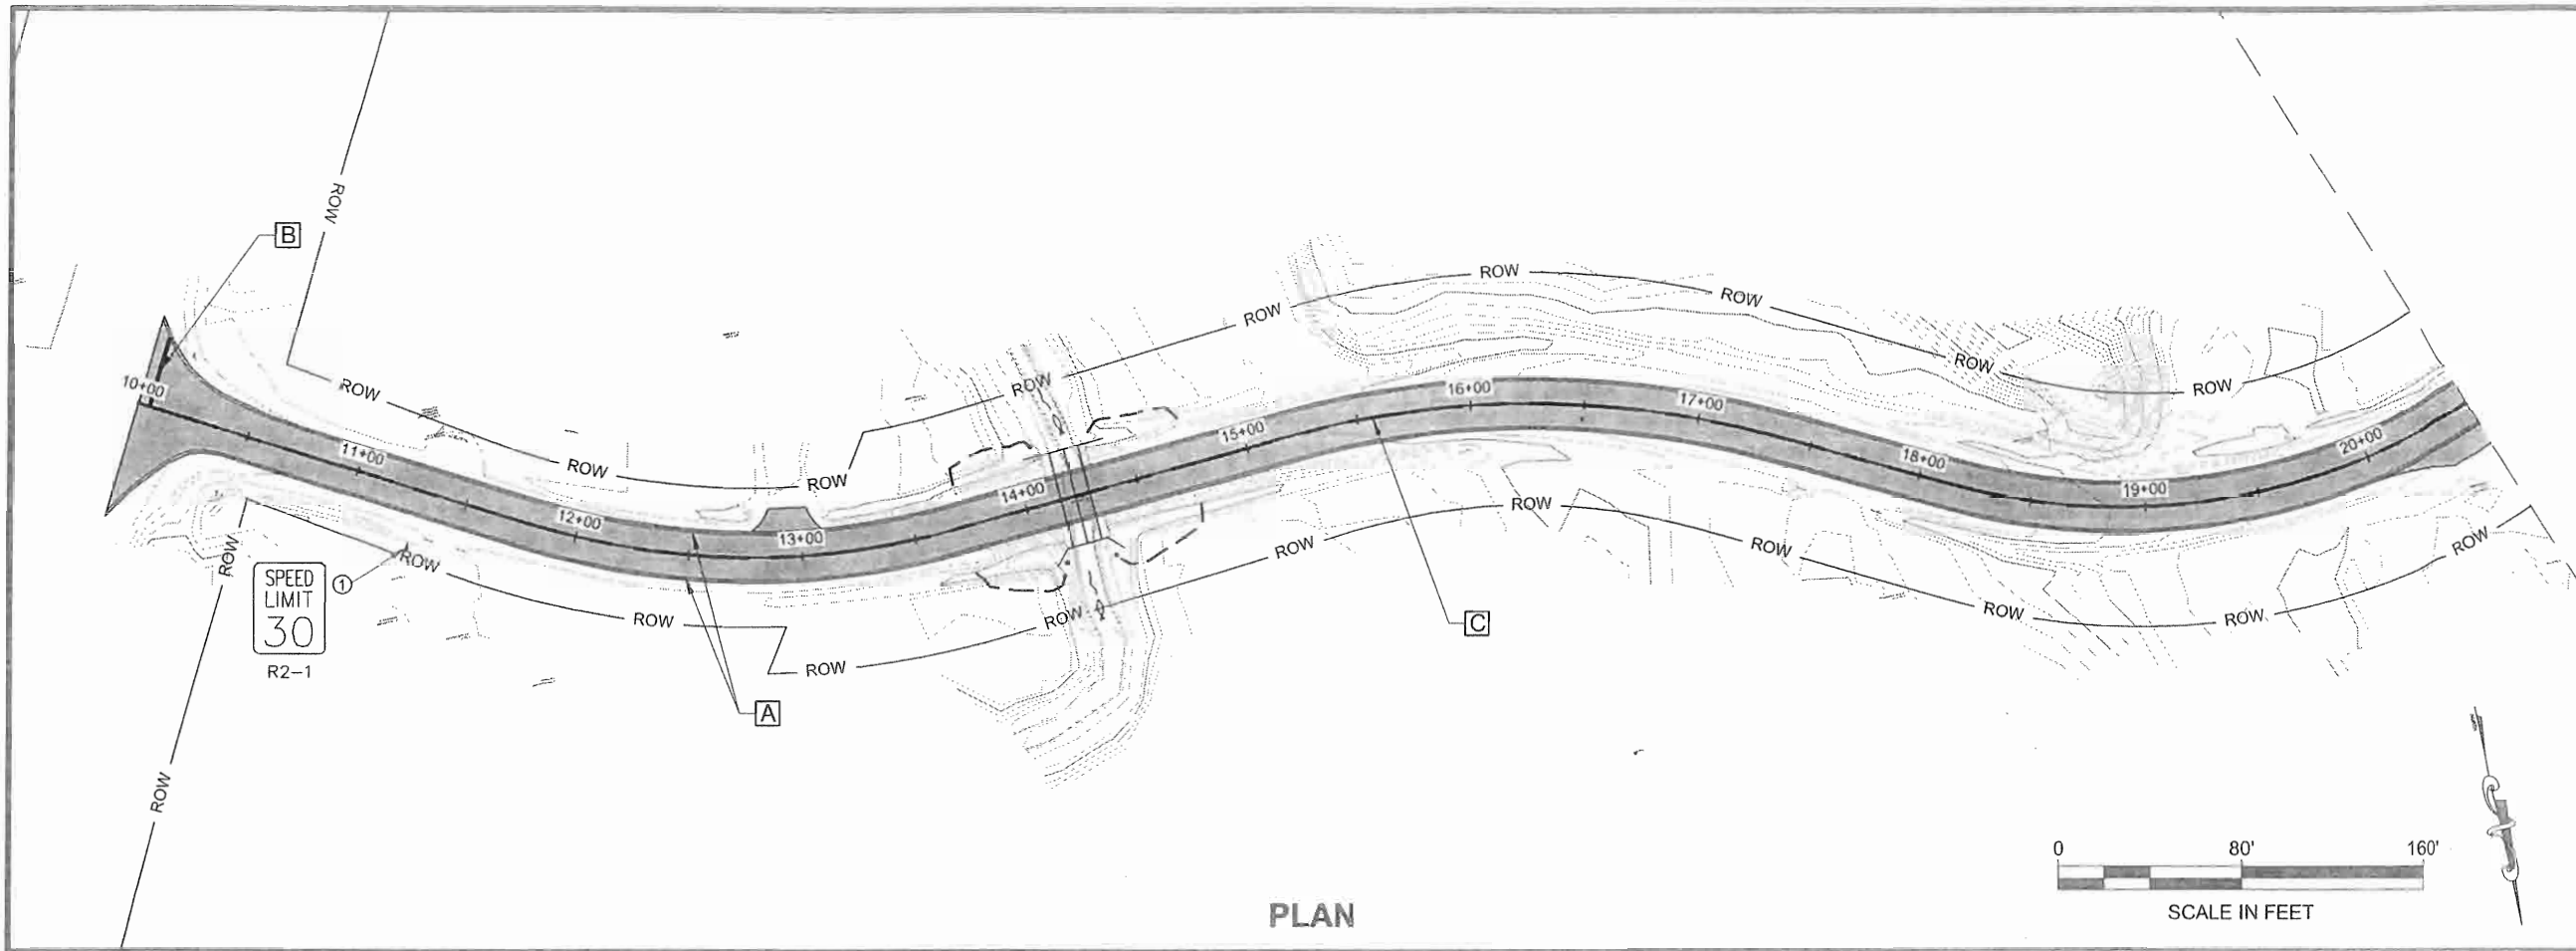 ROW
B
10+00
ROW
ROW
ROW
11+00
12+00
13+00
14+00
15+00
16+00
17+00
18+00
19+00
20+00
ROW
ROW
ROW
ROW
ROW
ROW
ROW
SPEED
LIMIT
30
R2-1
1
ROW
ROW
ROW
ROW
ROW
ROW
ROW
ROW
ROW
ROW
ROW
A
C
ROW
0 80' 160'
SCALE IN FEET
PLAN